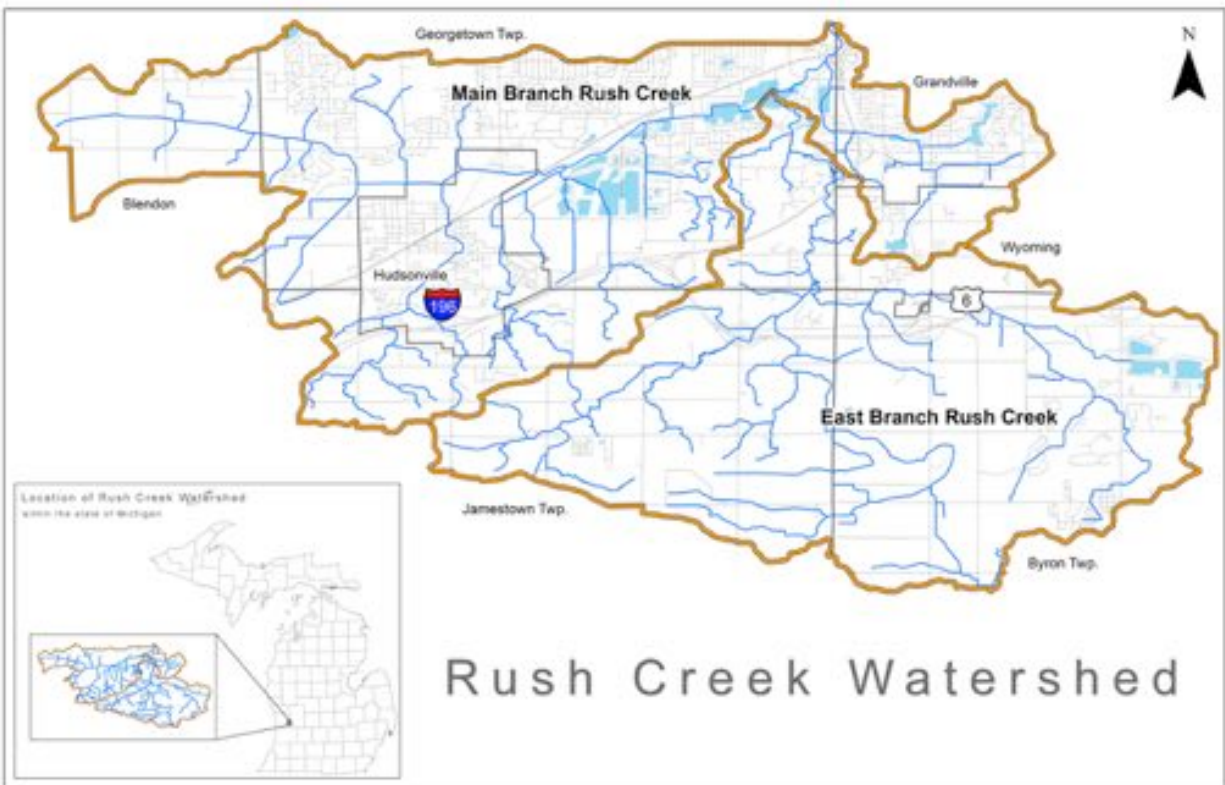 Georgetown Twp.
N
Grandville
Main Branch Rush Creek
Blendon
Wyoming
Hudsonville
196
6
East Branch Rush Creek
Location of Rush Creek Watershed
within the state of Michigan
Jamestown Twp.
Byron Twp.
Rush Creek Watershed